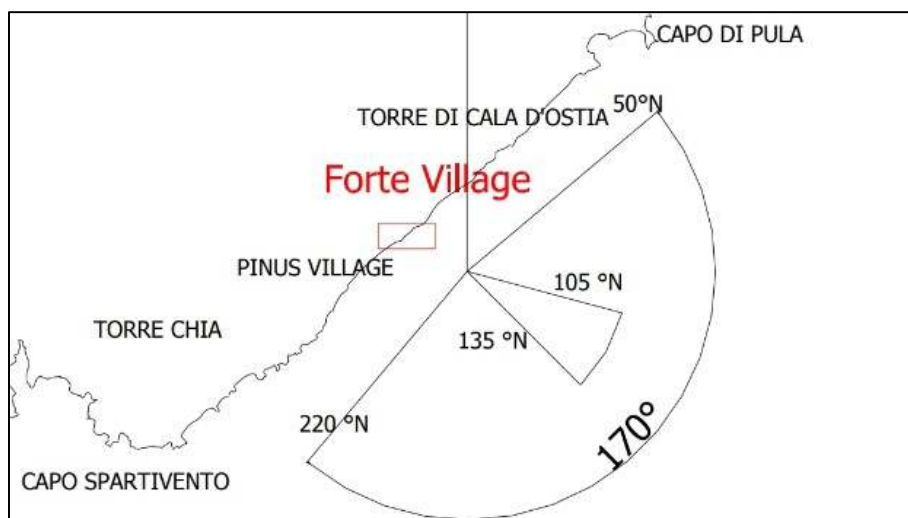 CAPO DI PULA
50°N
TORRE DI CALA D'OSTIA
Forte Village
PINUS VILLAGE
105 °N
TORRE CHIA
135 °N
220 °N
170°
CAPO SPARTIVENTO